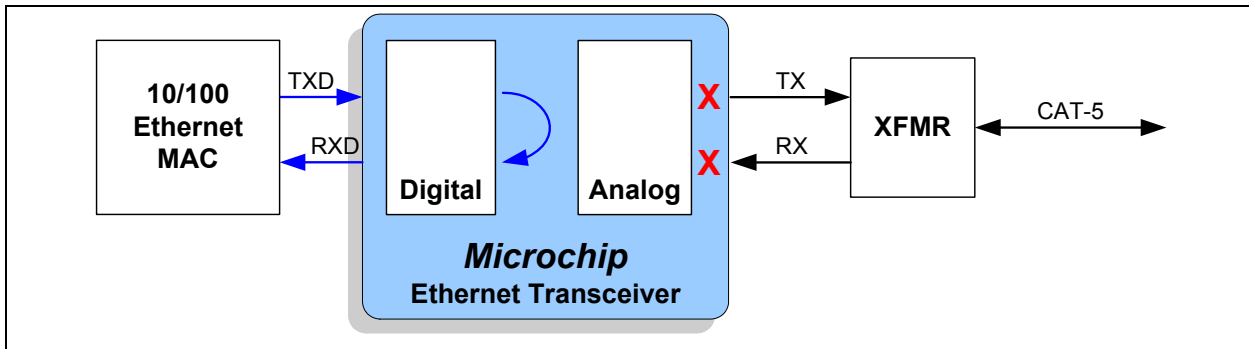 10/100
Ethernet
MAC
TXD
RXD
Digital
Analog
X
X
TX
RX
XFMR
CAT-5
Microchip
Ethernet Transceiver